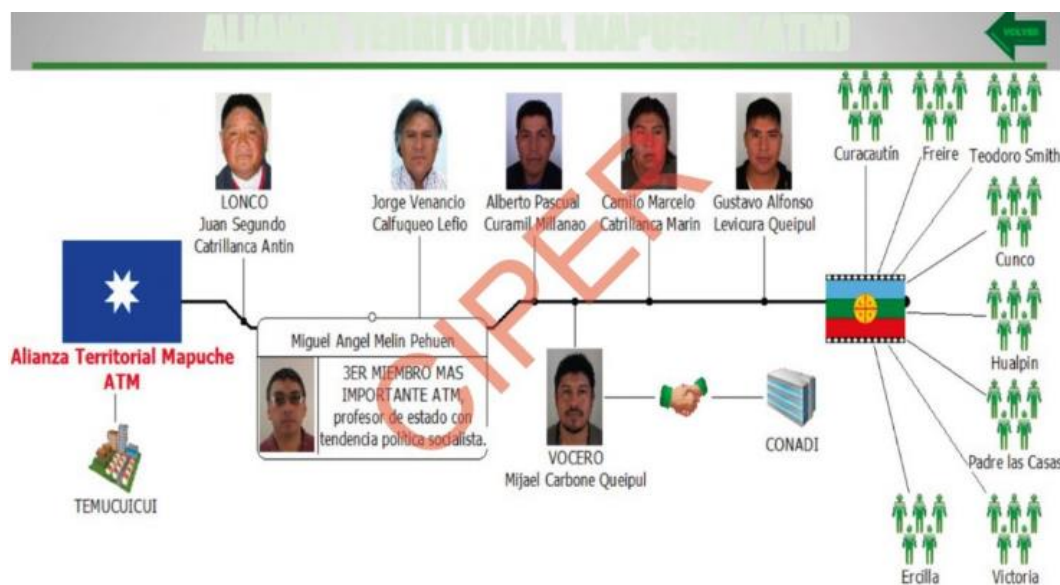 ALIANZA TERRITORIAL MAPUCHE (ATM)
VOLVER
LONCO
Juan Segundo
Catrillanca Antin
Jorge Venancio
Calfuqueo Lefio
Alberto Pascual
Curamil Millanao
Camilo Marcelo
Catrillanca Marin
Gustavo Alfonso
Levicura Queipul
Curacautín
Freire
Teodoro Smith
Cunco
Hualpin
Padre las Casas
Victoria
Ercilla
Alianza Territorial Mapuche
ATM
TEMUCUICUI
Miguel Angel Melin Pehuen
3ER MIEMBRO MAS
IMPORTANTE ATM,
profesor de estado con
tendencia política socialista.
VOCERO
Mijael Carbone Queipul
CONADI
CIPER